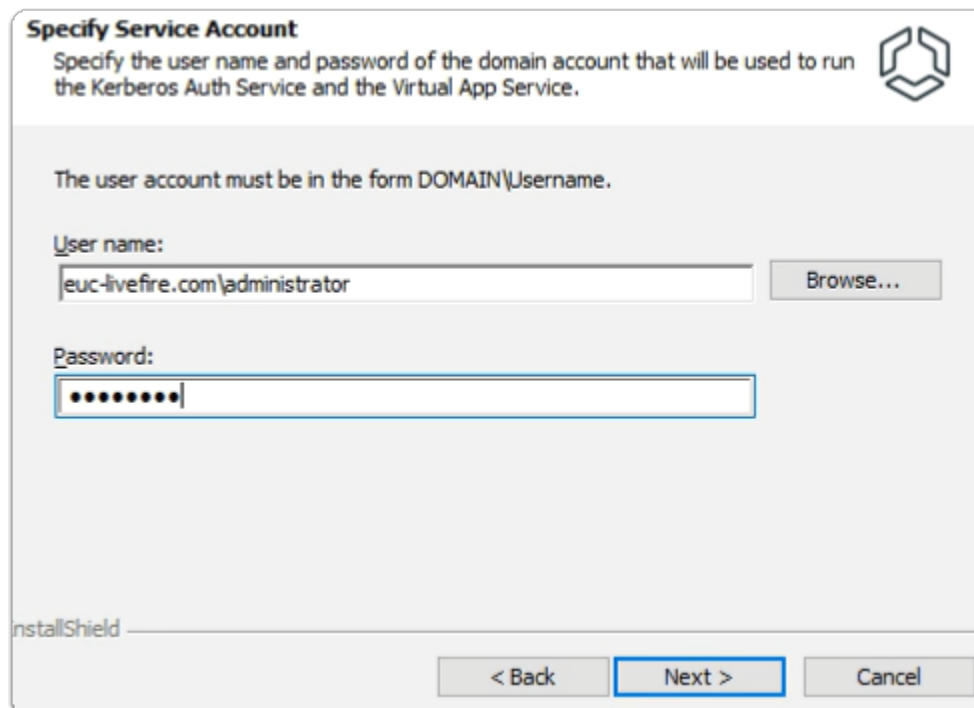 Specify Service Account
Specify the user name and password of the domain account that will be used to run
the Kerberos Auth Service and the Virtual App Service.
The user account must be in the form DOMAIN\Username.
User name:
euc-livefire.com\administrator
Browse...
Password:
••••••••
InstallShield
< Back
Next >
Cancel